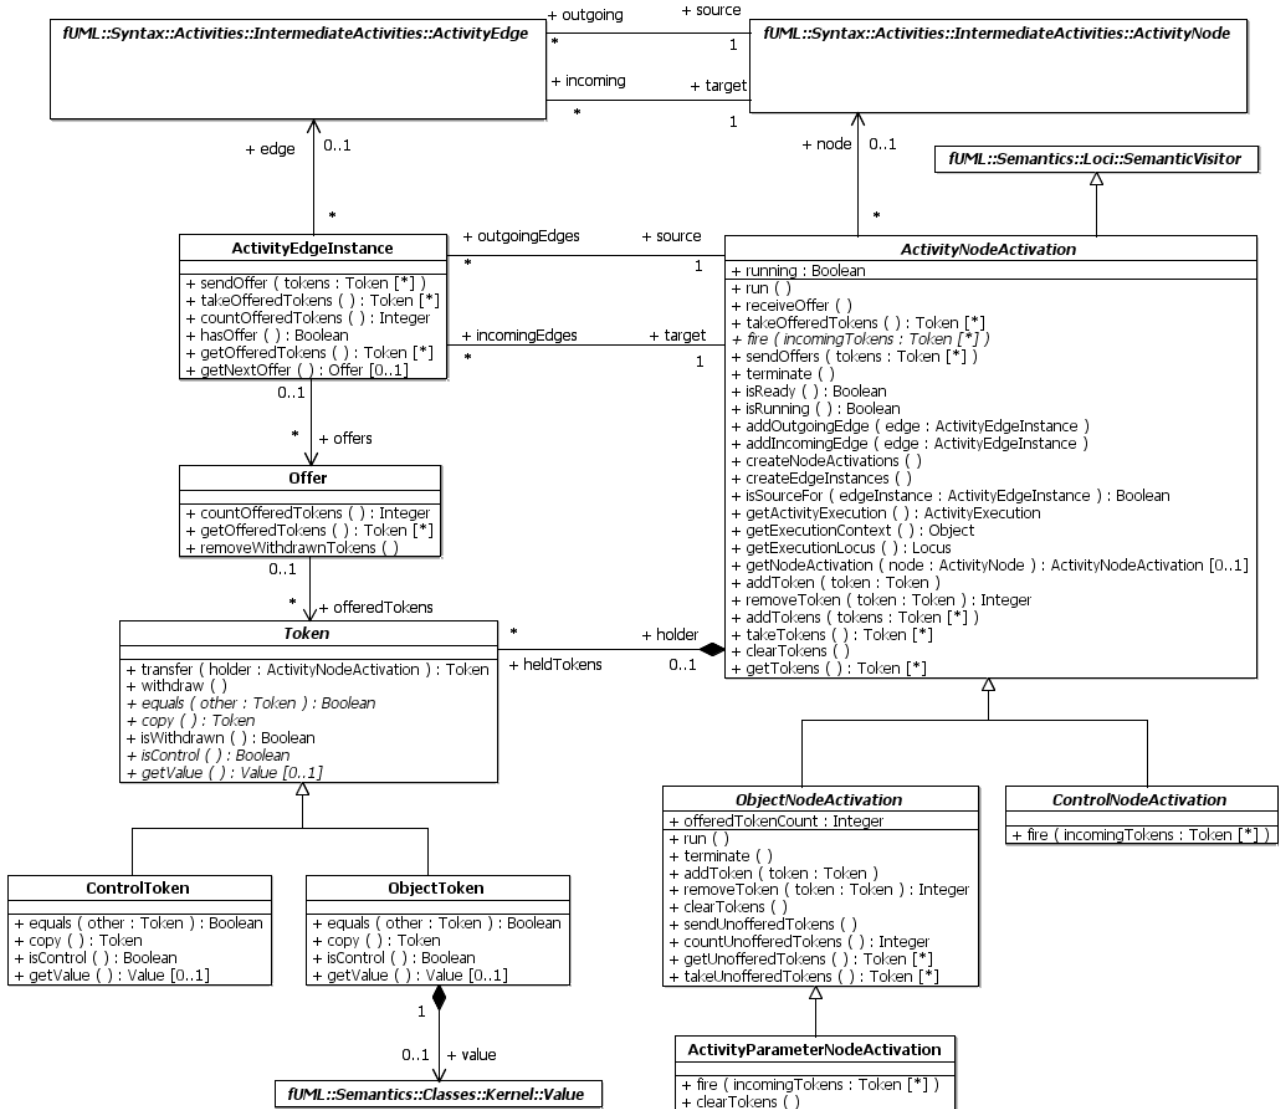 + outgoing
+ source
*
1
fUML::Syntax::Activities::IntermediateActivities::ActivityEdge
fUML::Syntax::Activities::IntermediateActivities::ActivityNode
+ incoming
+ target
*
1
+ edge
0..1
*
+ node
0..1
*
fUML::Semantics::Loci::SemanticVisitor
ActivityEdgeInstance
+ sendOffer ( tokens : Token [*] )
+ takeOfferedTokens ( ) : Token [*]
+ countOfferedTokens ( ) : Integer
+ hasOffer ( ) : Boolean
+ getOfferedTokens ( ) : Token [*]
+ getNextOffer ( ) : Offer [0..1]
+ outgoingEdges
+ source
*
1
+ incomingEdges
+ target
*
1
ActivityNodeActivation
+ running : Boolean
+ run ( )
+ receiveOffer ( )
+ takeOfferedTokens ( ) : Token [*]
+ fire ( incomingTokens : Token [*] )
+ sendOffers ( tokens : Token [*] )
+ terminate ( )
+ isReady ( ) : Boolean
+ isRunning ( ) : Boolean
+ addOutgoingEdge ( edge : ActivityEdgeInstance )
+ addIncomingEdge ( edge : ActivityEdgeInstance )
+ createNodeActivations ( )
+ createEdgeInstances ( )
+ isSourceFor ( edgeInstance : ActivityEdgeInstance ) : Boolean
+ getActivityExecution ( ) : ActivityExecution
+ getExecutionContext ( ) : Object
+ getExecutionLocus ( ) : Locus
+ getNodeActivation ( node : ActivityNode ) : ActivityNodeActivation [0..1]
+ addToken ( token : Token )
+ removeToken ( token : Token ) : Integer
+ addTokens ( tokens : Token [*] )
+ takeTokens ( ) : Token [*]
+ clearTokens ( )
+ getTokens ( ) : Token [*]
0..1
*
+ offers
Offer
+ countOfferedTokens ( ) : Integer
+ getOfferedTokens ( ) : Token [*]
+ removeWithdrawnTokens ( )
0..1
*
+ offeredTokens
Token
+ transfer ( holder : ActivityNodeActivation ) : Token
+ withdraw ( )
+ equals ( other : Token ) : Boolean
+ copy ( ) : Token
+ isWithdrawn ( ) : Boolean
+ isControl ( ) : Boolean
+ getValue ( ) : Value [0..1]
*
+ holder
+ heldTokens
0..1
ControlToken
+ equals ( other : Token ) : Boolean
+ copy ( ) : Token
+ isControl ( ) : Boolean
+ getValue ( ) : Value [0..1]
ObjectToken
+ equals ( other : Token ) : Boolean
+ copy ( ) : Token
+ isControl ( ) : Boolean
+ getValue ( ) : Value [0..1]
1
0..1
+ value
fUML::Semantics::Classes::Kernel::Value
ObjectNodeActivation
+ offeredTokenCount : Integer
+ run ( )
+ terminate ( )
+ addToken ( token : Token )
+ removeToken ( token : Token ) : Integer
+ clearTokens ( )
+ sendUnofferedTokens ( )
+ countUnofferedTokens ( ) : Integer
+ getUnofferedTokens ( ) : Token [*]
+ takeUnofferedTokens ( ) : Token [*]
ControlNodeActivation
+ fire ( incomingTokens : Token [*] )
ActivityParameterNodeActivation
+ fire ( incomingTokens : Token [*] )
+ clearTokens ( )